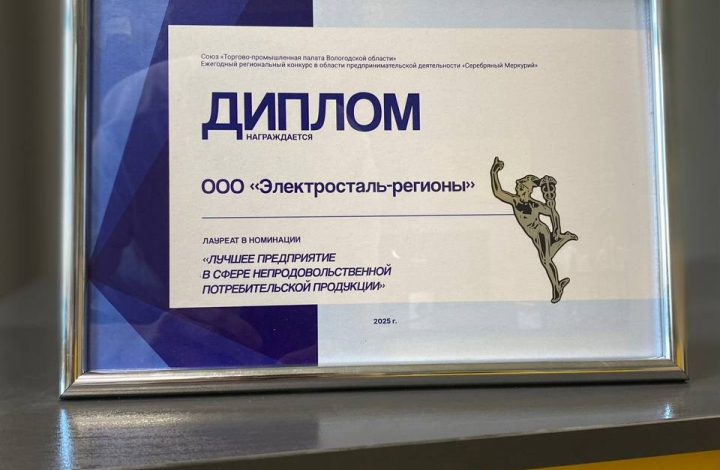 Союз «Торгово-промышленная палата Вологодской области»
Ежегодный региональный конкурс в области предпринимательской деятельности «Серебряный Меркурий»
ДИПЛОМ
НАГРАЖДАЕТСЯ
ООО «Электросталь-регионы»
ЛАУРЕАТ В НОМИНАЦИИ
«ЛУЧШЕЕ ПРЕДПРИЯТИЕ
В СФЕРЕ НЕПРОДОВОЛЬСТВЕННОЙ
ПОТРЕБИТЕЛЬСКОЙ ПРОДУКЦИИ»
2025 г.